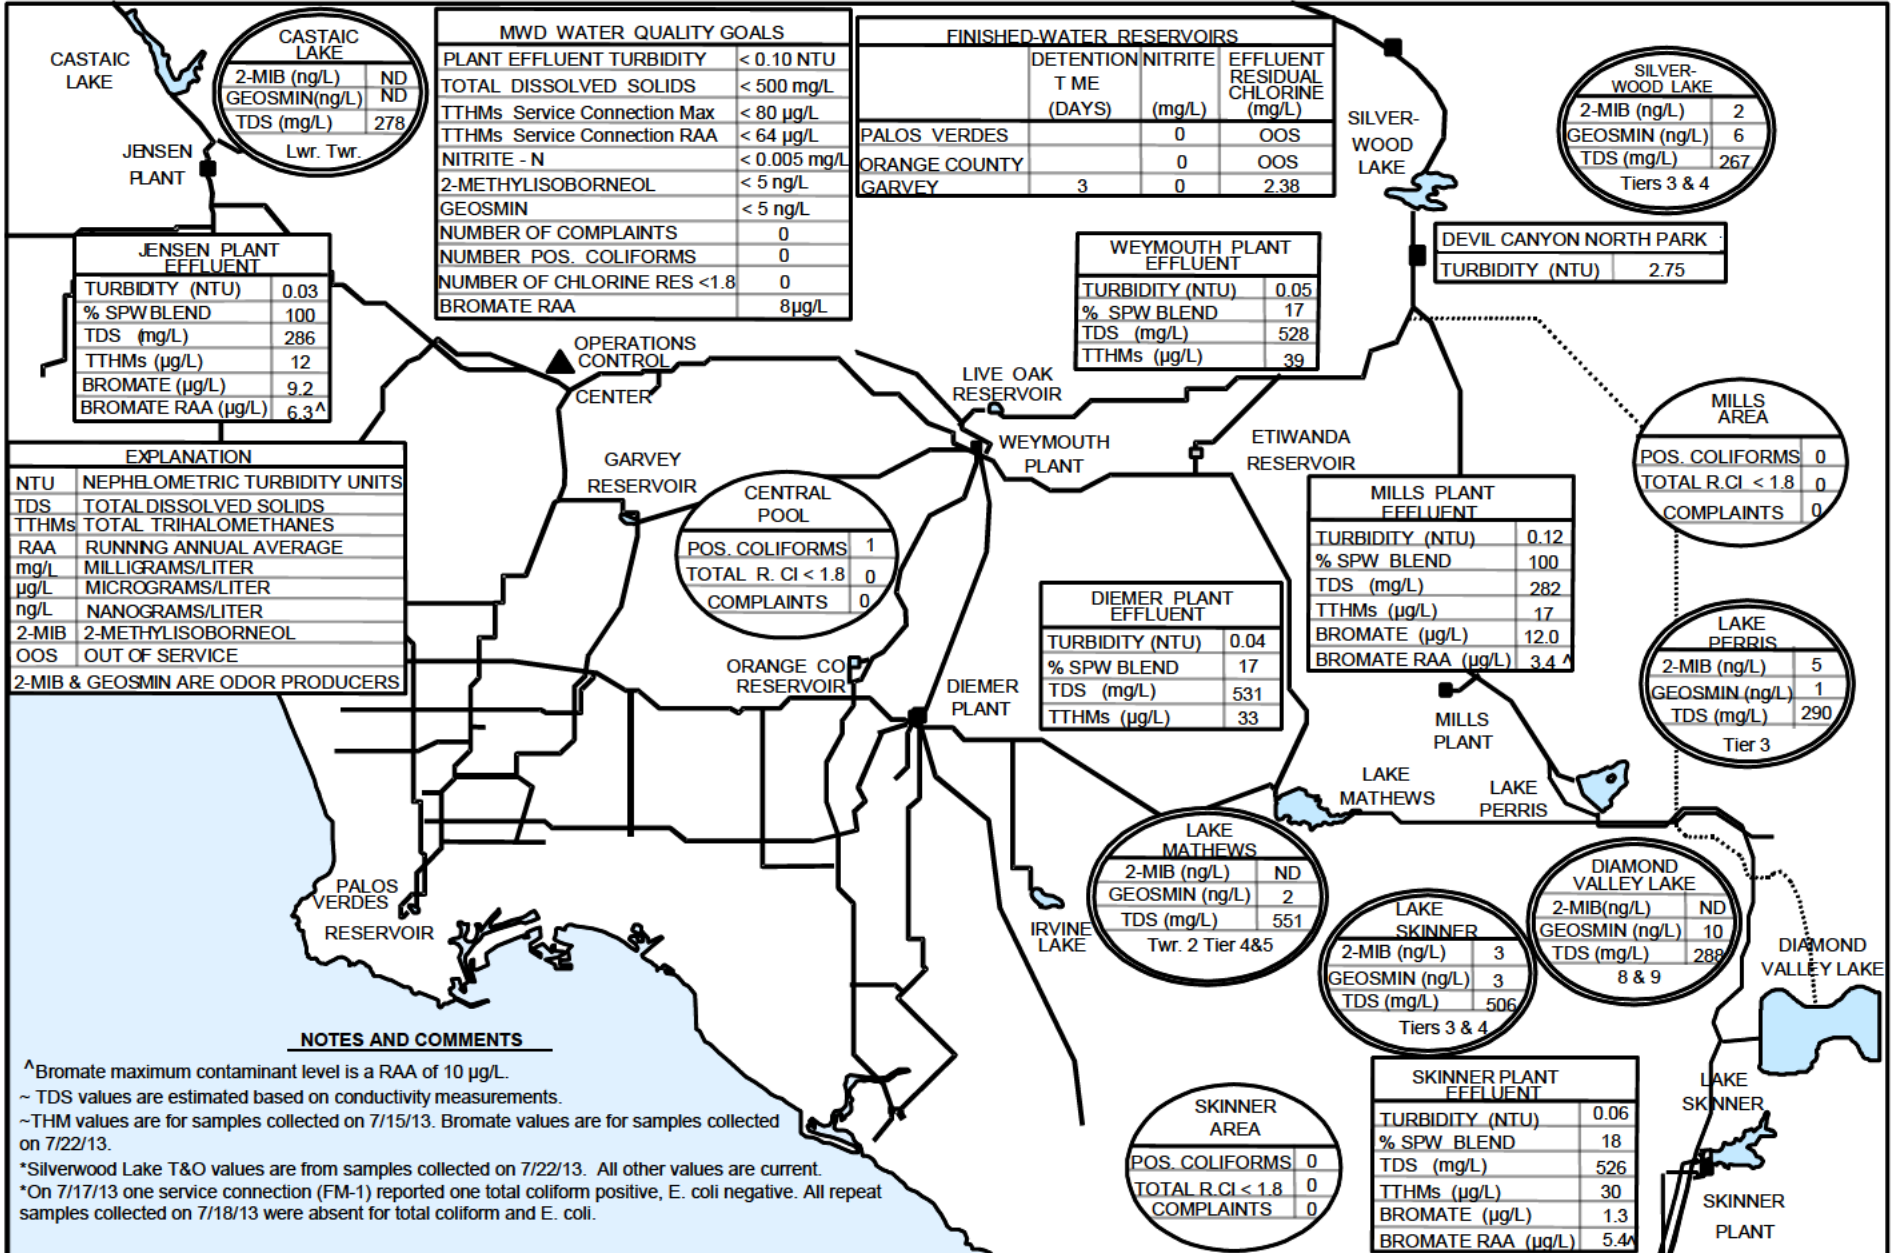 CASTAIC
LAKE
CASTAIC
LAKE
2-MIB (ng/L) ND
GEOSMIN(ng/L) ND
TDS (mg/L) 278
Lwr. Twr.
JENSEN
PLANT
MWD WATER QUALITY GOALS
PLANT EFFLUENT TURBIDITY < 0.10 NTU
TOTAL DISSOLVED SOLIDS < 500 mg/L
TTHMs Service Connection Max < 80 µg/L
TTHMs Service Connection RAA < 64 µg/L
NITRITE - N < 0.005 mg/L
2-METHYLISOBORNEOL < 5 ng/L
GEOSMIN < 5 ng/L
NUMBER OF COMPLAINTS 0
NUMBER POS. COLIFORMS 0
NUMBER OF CHLORINE RES <1.8 0
BROMATE RAA 8µg/L
FINISHED-WATER RESERVOIRS
DETENTION NITRITE EFFLUENT
T ME RESIDUAL
CHLORINE
(DAYS) (mg/L) (mg/L)
PALOS VERDES 0 OOS
ORANGE COUNTY 0 OOS
GARVEY 3 0 2.38
SILVER-
WOOD
LAKE
SILVER-
WOOD LAKE
2-MIB (ng/L) 2
GEOSMIN (ng/L) 6
TDS (mg/L) 267
Tiers 3 & 4
DEVIL CANYON NORTH PARK
TURBIDITY (NTU) 2.75
JENSEN PLANT
EFFLUENT
TURBIDITY (NTU) 0.03
% SPW BLEND 100
TDS (mg/L) 286
TTHMs (µg/L) 12
BROMATE (µg/L) 9.2
BROMATE RAA (µg/L) 6.3^
WEYMOUTH PLANT
EFFLUENT
TURBIDITY (NTU) 0.05
% SPW BLEND 17
TDS (mg/L) 528
TTHMs (µg/L) 39
OPERATIONS
CONTROL
CENTER
LIVE OAK
RESERVOIR
WEYMOUTH
PLANT
ETIWANDA
RESERVOIR
GARVEY
RESERVOIR
MILLS
AREA
POS. COLIFORMS 0
TOTAL R.Cl < 1.8 0
COMPLAINTS 0
EXPLANATION
NTU NEPHELOMETRIC TURBIDITY UNITS
TDS TOTAL DISSOLVED SOLIDS
TTHMs TOTAL TRIHALOMETHANES
RAA RUNNING ANNUAL AVERAGE
mg/L MILLIGRAMS/LITER
µg/L MICROGRAMS/LITER
ng/L NANOGRAMS/LITER
2-MIB 2-METHYLISOBORNEOL
OOS OUT OF SERVICE
2-MIB & GEOSMIN ARE ODOR PRODUCERS
CENTRAL
POOL
POS. COLIFORMS 1
TOTAL R. Cl < 1.8 0
COMPLAINTS 0
MILLS PLANT
EFFLUENT
TURBIDITY (NTU) 0.12
% SPW BLEND 100
TDS (mg/L) 282
TTHMs (µg/L) 17
BROMATE (µg/L) 12.0
BROMATE RAA (µg/L) 3.4 ^
DIEMER PLANT
EFFLUENT
TURBIDITY (NTU) 0.04
% SPW BLEND 17
TDS (mg/L) 531
TTHMs (µg/L) 33
LAKE
PERRIS
2-MIB (ng/L) 5
GEOSMIN (ng/L) 1
TDS (mg/L) 290
Tier 3
ORANGE CO
RESERVOIR
DIEMER
PLANT
MILLS
PLANT
LAKE
MATHEWS
LAKE
PERRIS
LAKE
MATHEWS
2-MIB (ng/L) ND
GEOSMIN (ng/L) 2
TDS (mg/L) 551
Twr. 2 Tier 4&5
DIAMOND
VALLEY LAKE
2-MIB(ng/L) ND
GEOSMIN (ng/L) 10
TDS (mg/L) 288
8 & 9
PALOS
VERDES
RESERVOIR
IRVINE
LAKE
LAKE
SKINNER
2-MIB (ng/L) 3
GEOSMIN (ng/L) 3
TDS (mg/L) 506
Tiers 3 & 4
DIAMOND
VALLEY LAKE
NOTES AND COMMENTS
^Bromate maximum contaminant level is a RAA of 10 µg/L.
~ TDS values are estimated based on conductivity measurements.
~THM values are for samples collected on 7/15/13. Bromate values are for samples collected
on 7/22/13.
*Silverwood Lake T&O values are from samples collected on 7/22/13. All other values are current.
*On 7/17/13 one service connection (FM-1) reported one total coliform positive, E. coli negative. All repeat
samples collected on 7/18/13 were absent for total coliform and E. coli.
SKINNER
AREA
POS. COLIFORMS 0
TOTAL R.Cl < 1.8 0
COMPLAINTS 0
SKINNER PLANT
EFFLUENT
TURBIDITY (NTU) 0.06
% SPW BLEND 18
TDS (mg/L) 526
TTHMs (µg/L) 30
BROMATE (µg/L) 1.3
BROMATE RAA (µg/L) 5.4^
LAKE
SKINNER
SKINNER
PLANT